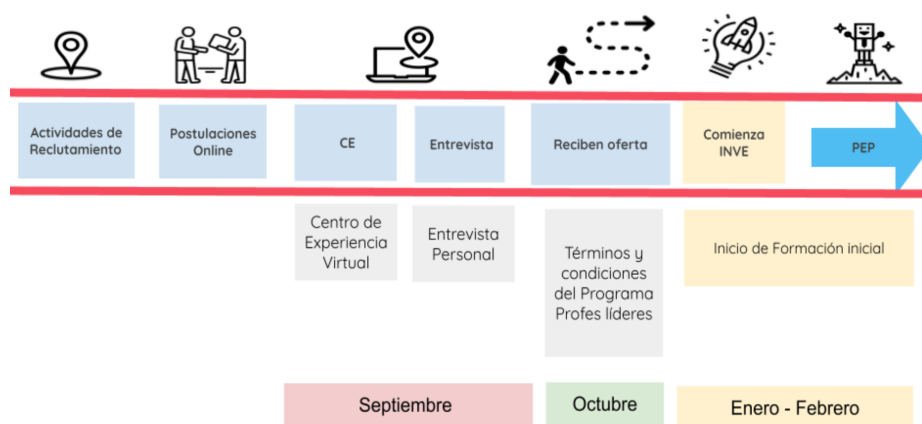 Actividades de
Reclutamiento
Postulaciones
Online
CE
Entrevista
Reciben oferta
Comienza
INVE
PEP
Centro de
Experiencia
Virtual
Entrevista
Personal
Términos y
condiciones
del Programa
Profes líderes
Inicio de Formación inicial
Septiembre
Octubre
Enero - Febrero